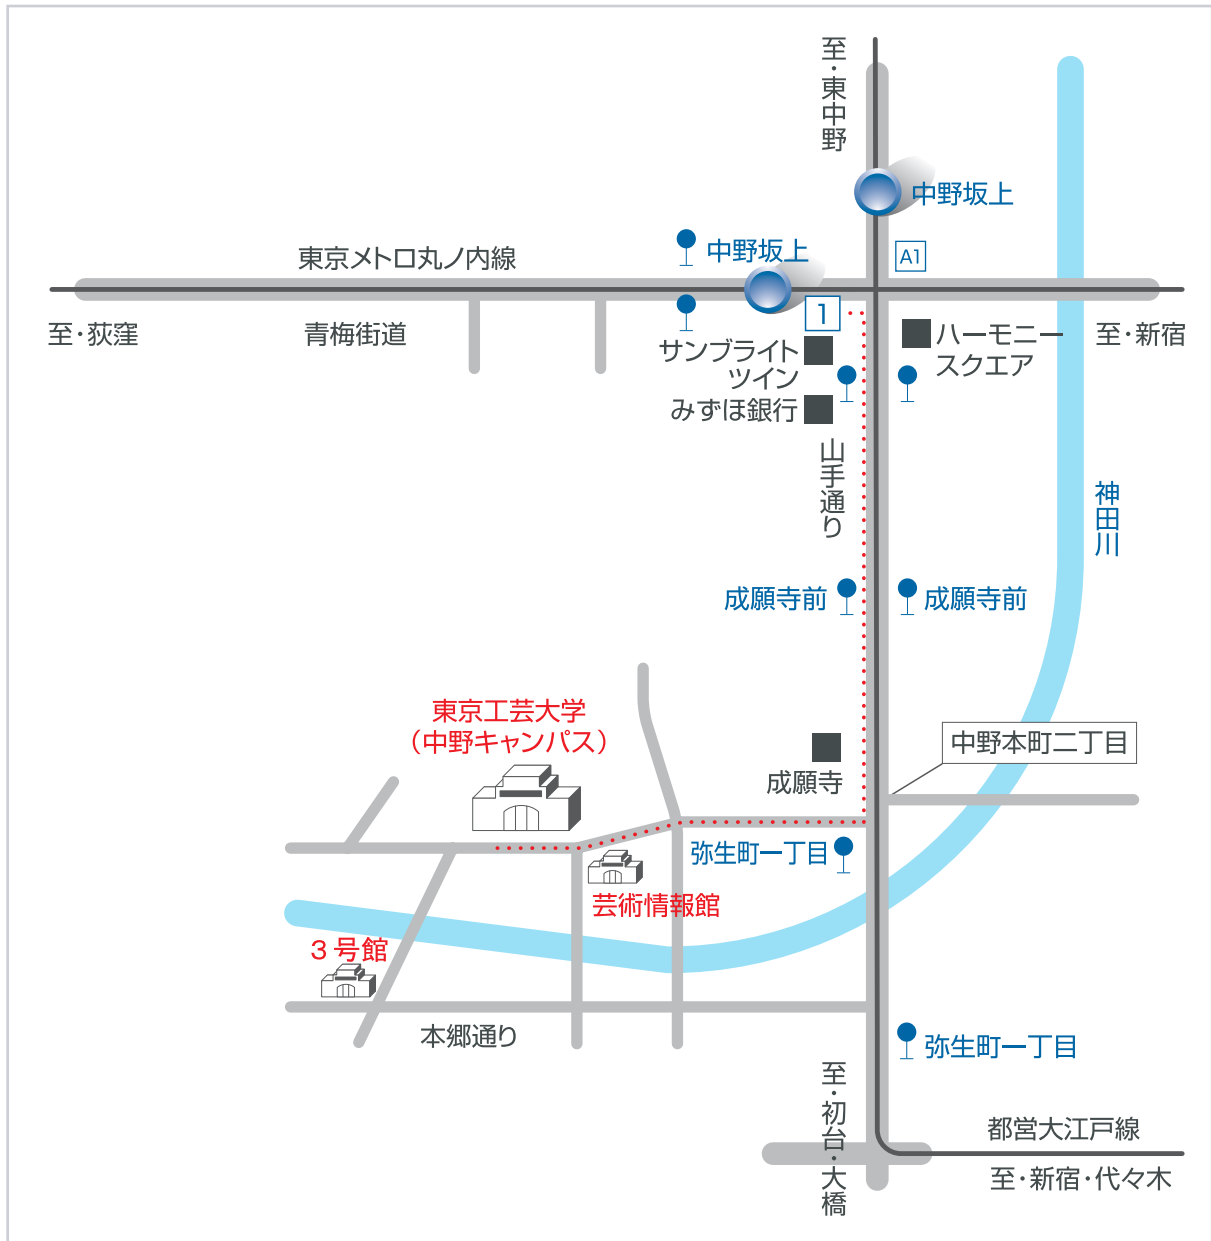 至・東中野
中野坂上
東京メトロ丸ノ内線
中野坂上
A1
至・荻窪
青梅街道
1
サンブライト
ツイン
ハーモニー
スクエア
至・新宿
みずほ銀行
山手通り
神田川
成願寺前
成願寺前
東京工芸大学
（中野キャンパス）
成願寺
中野本町二丁目
弥生町一丁目
芸術情報館
3号館
本郷通り
弥生町一丁目
至・初台・大橋
都営大江戸線
至・新宿・代々木